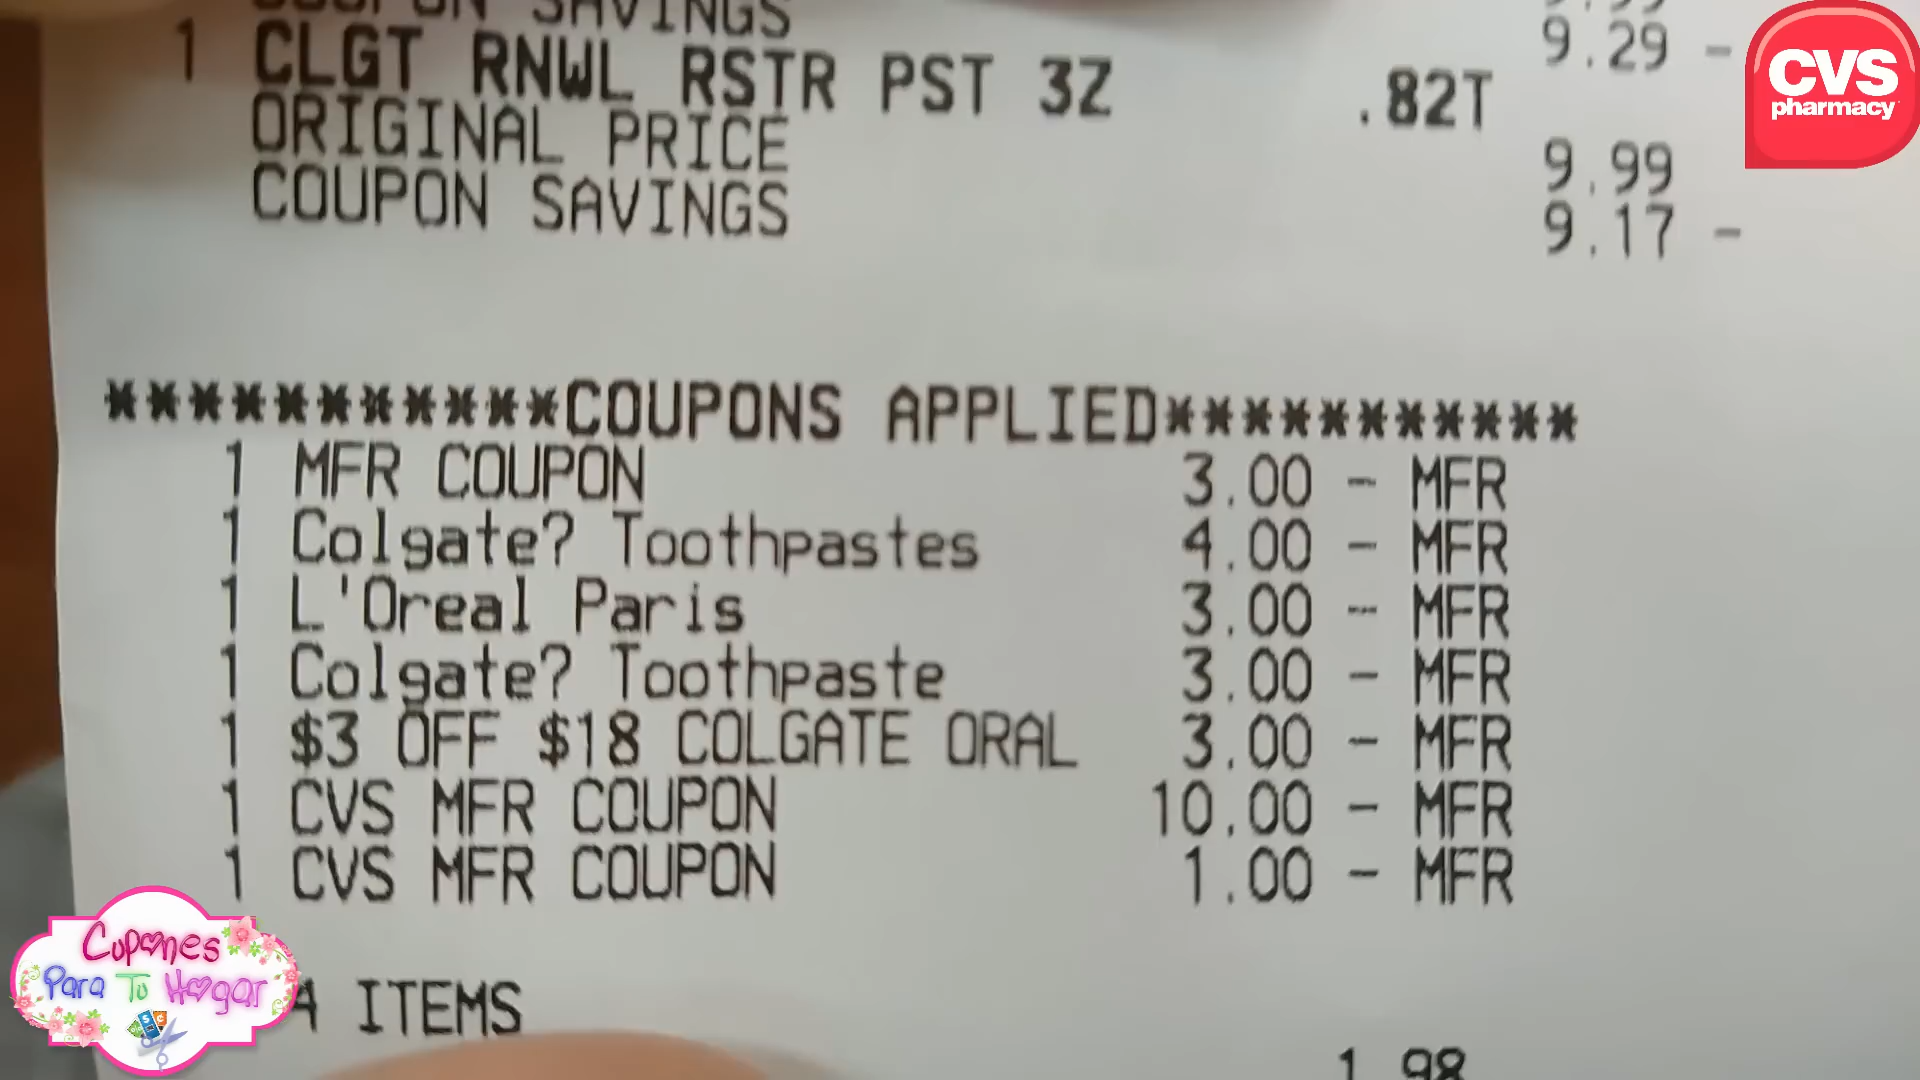 COUPON SAVINGS 9.29 -
1 CLGT RNWL RSTR PST 3Z .82T
ORIGINAL PRICE 9.99
COUPON SAVINGS 9.17 -
***********COUPONS APPLIED***********
1 MFR COUPON 3.00 - MFR
1 Colgate? Toothpastes 4.00 - MFR
1 L'Oreal Paris 3.00 - MFR
1 Colgate? Toothpaste 3.00 - MFR
1 $3 OFF $18 COLGATE ORAL 3.00 - MFR
1 CVS MFR COUPON 10.00 - MFR
1 CVS MFR COUPON 1.00 - MFR
4 ITEMS
1.98
CVS
pharmacy
Cupones
Para Tu Hogar